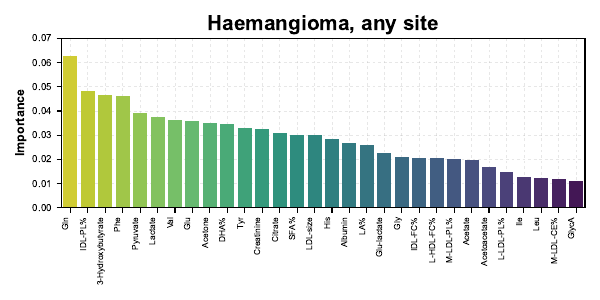 Haemangioma, any site
Importance
0.07
0.06
0.05
0.04
0.03
0.02
0.01
0.00
Gln
IDL-PL%
3-Hydroxybutyrate
Phe
Pyruvate
Lactate
Val
Glu
Acetone
DHA%
Tyr
Creatinine
Citrate
SFA%
LDL-size
His
Albumin
LA%
Glu-lactate
Gly
IDL-FC%
L-HDL-FC%
M-LDL-PL%
Acetate
Acetoacetate
L-LDL-PL%
Ile
Leu
M-LDL-CE%
GlycA